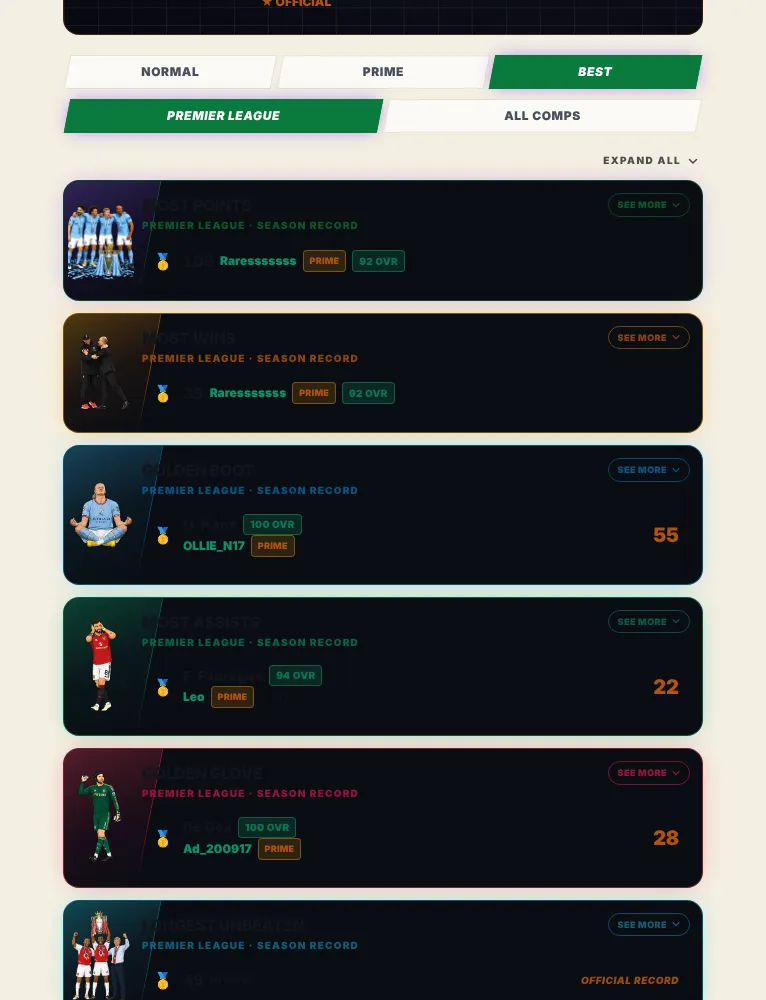 ★ OFFICIAL
NORMAL PRIME BEST
PREMIER LEAGUE ALL COMPS
EXPAND ALL
MOST POINTS SEE MORE
PREMIER LEAGUE · SEASON RECORD
Raresssssss PRIME 92 OVR
MOST WINS SEE MORE
PREMIER LEAGUE · SEASON RECORD
Raresssssss PRIME 92 OVR
GOLDEN BOOT SEE MORE
PREMIER LEAGUE · SEASON RECORD
100 OVR
OLLIE_N17 PRIME 55
MOST ASSISTS SEE MORE
PREMIER LEAGUE · SEASON RECORD
94 OVR
Leo PRIME 22
GOLDEN GLOVE SEE MORE
PREMIER LEAGUE · SEASON RECORD
De Gea 100 OVR
Ad_200917 PRIME 28
LONGEST UNBEATEN SEE MORE
PREMIER LEAGUE · SEASON RECORD
OFFICIAL RECORD